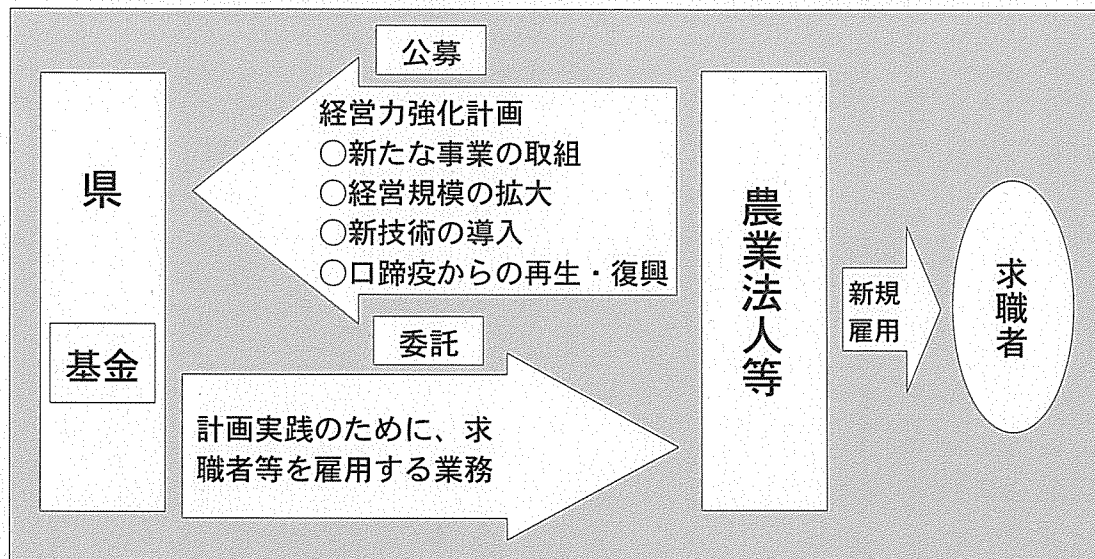 公募
経営力強化計画
○新たな事業の取組
○経営規模の拡大
○新技術の導入
○口蹄疫からの再生・復興
県
基金
委託
計画実践のために、求
職者等を雇用する業務
農業法人等
新規
雇用
求職者